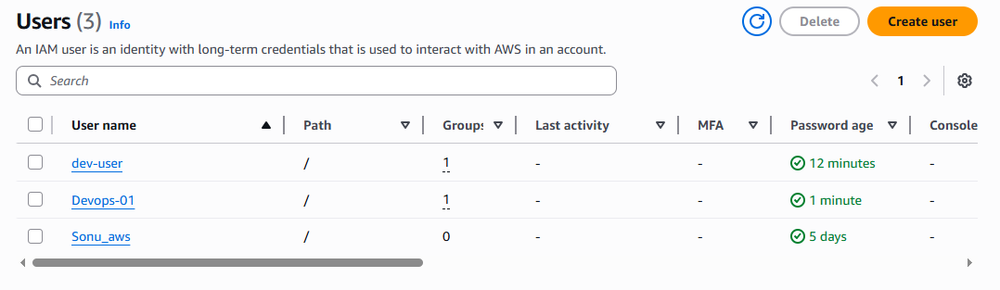 Users (3) Info Delete Create user
An IAM user is an identity with long-term credentials that is used to interact with AWS in an account.
Search 1
User name Path Groups Last activity MFA Password age Console
dev-user / 1 - - 12 minutes -
Devops-01 / 1 - - 1 minute -
Sonu_aws / 0 - - 5 days -